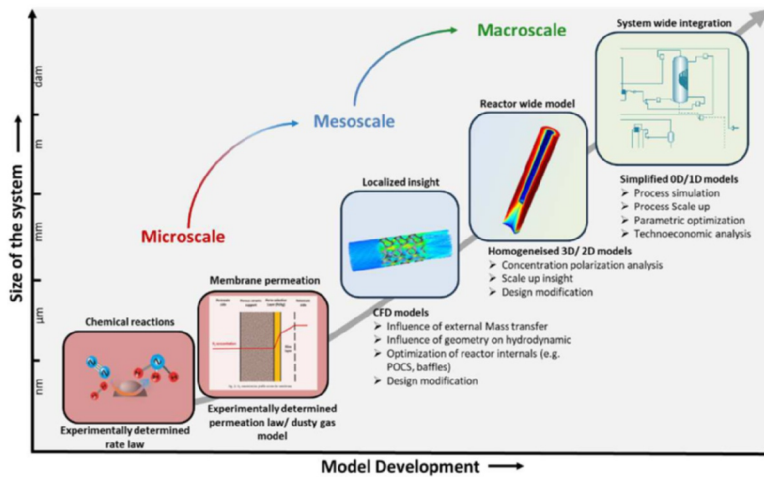 System wide integration
Macroscale
dam
Reactor wide model
Mesoscale
m
Localized insight
Simplified 0D/1D models
Process simulation
Process Scale up
Parametric optimization
Technoeconomic analysis
Size of the system
mm
Microscale
Homogeneised 3D/ 2D models
Concentration polarization analysis
Scale up insight
Design modification
Membrane permeation
μm
CFD models
Influence of external Mass transfer
Influence of geometry on hydrodynamic
Optimization of reactor internals (e.g.
POCS, baffles)
Design modification
Chemical reactions
N
N
H
H
nm
Experimentally determined
rate law
Experimentally determined
permeation law/ dusty gas
model
Model Development